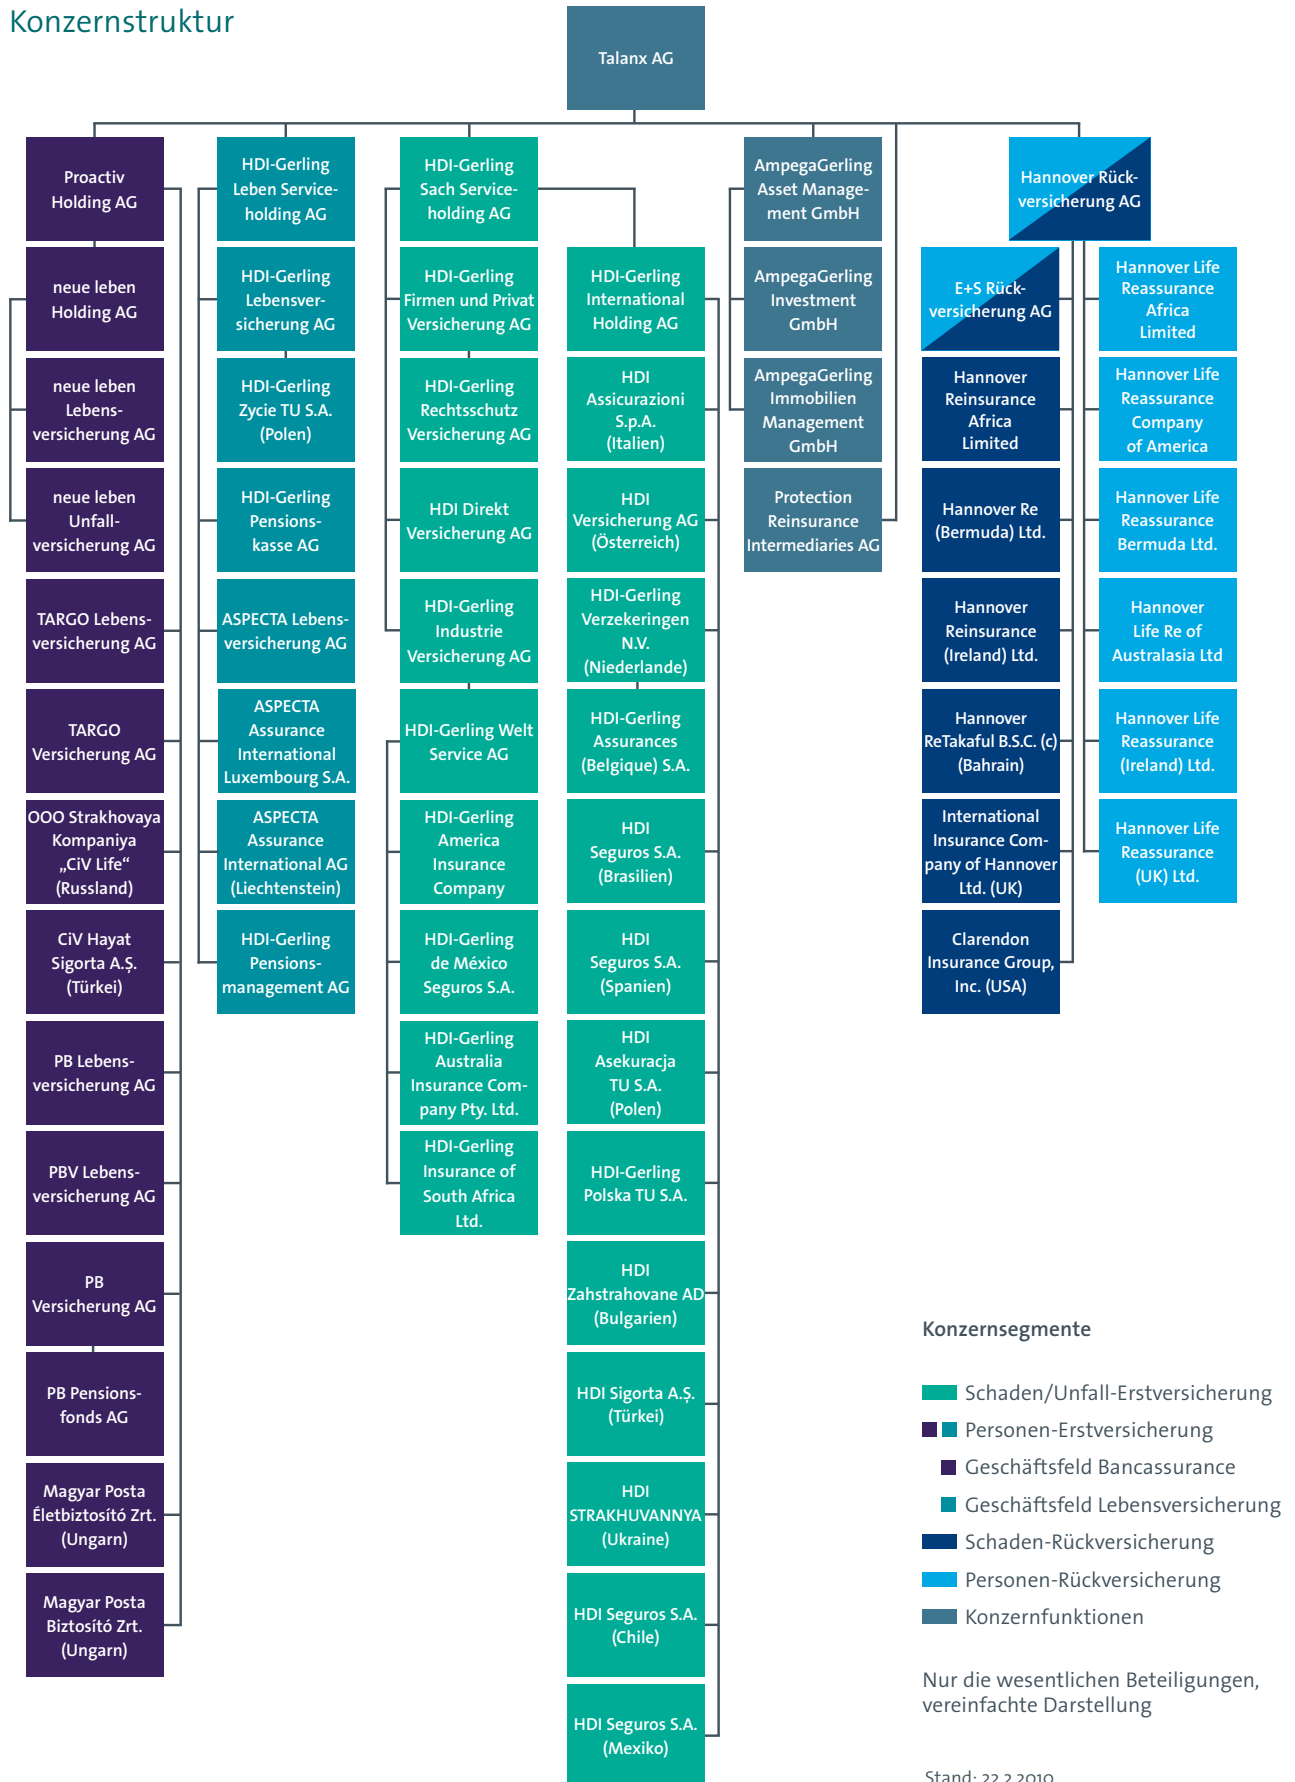 Konzernstruktur
Talanx AG
Proactiv
Holding AG
neue leben
Holding AG
neue leben
Lebens-
versicherung AG
neue leben
Unfall-
versicherung AG
TARGO Lebens-
versicherung AG
TARGO
Versicherung AG
OOO Strakhovaya
Kompaniya
„CiV Life“
(Russland)
CiV Hayat
Sigorta A.Ş.
(Türkei)
PB Lebens-
versicherung AG
PBV Lebens-
versicherung AG
PB
Versicherung AG
PB Pensions-
fonds AG
Magyar Posta
Életbiztosító Zrt.
(Ungarn)
Magyar Posta
Biztosító Zrt.
(Ungarn)
HDI-Gerling
Leben Service-
holding AG
HDI-Gerling
Lebensver-
sicherung AG
HDI-Gerling
Zycie TU S.A.
(Polen)
HDI-Gerling
Pensions-
kasse AG
ASPECTA Lebens-
versicherung AG
ASPECTA
Assurance
International
Luxembourg S.A.
ASPECTA
Assurance
International AG
(Liechtenstein)
HDI-Gerling
Pensions-
management AG
HDI-Gerling
Sach Service-
holding AG
HDI-Gerling
Firmen und Privat
Versicherung AG
HDI-Gerling
Rechtsschutz
Versicherung AG
HDI Direkt
Versicherung AG
HDI-Gerling
Industrie
Versicherung AG
HDI-Gerling Welt
Service AG
HDI-Gerling
America
Insurance
Company
HDI-Gerling
de México
Seguros S.A.
HDI-Gerling
Australia
Insurance Com-
pany Pty. Ltd.
HDI-Gerling
Insurance of
South Africa
Ltd.
HDI-Gerling
International
Holding AG
HDI
Assicurazioni
S.p.A.
(Italien)
HDI
Versicherung AG
(Österreich)
HDI-Gerling
Verzekeringen
N.V.
(Niederlande)
HDI-Gerling
Assurances
(Belgique) S.A.
HDI
Seguros S.A.
(Brasilien)
HDI
Seguros S.A.
(Spanien)
HDI
Asekuracja
TU S.A.
(Polen)
HDI-Gerling
Polska TU S.A.
HDI
Zahstrahovane AD
(Bulgarien)
HDI Sigorta A.Ş.
(Türkei)
HDI
STRAKHUVANNYA
(Ukraine)
HDI Seguros S.A.
(Chile)
HDI Seguros S.A.
(Mexiko)
AmpegaGerling
Asset Manage-
ment GmbH
AmpegaGerling
Investment
GmbH
AmpegaGerling
Immobilien
Management
GmbH
Protection
Reinsurance
Intermediaries AG
Hannover Rück-
versicherung AG
E+S Rück-
versicherung AG
Hannover
Reinsurance
Africa
Limited
Hannover Re
(Bermuda) Ltd.
Hannover
Reinsurance
(Ireland) Ltd.
Hannover
ReTakaful B.S.C. (c)
(Bahrain)
International
Insurance Com-
pany of Hannover
Ltd. (UK)
Clarendon
Insurance Group,
Inc. (USA)
Hannover Life
Reassurance
Africa
Limited
Hannover Life
Reassurance
Company
of America
Hannover Life
Reassurance
Bermuda Ltd.
Hannover
Life Re of
Australasia Ltd
Hannover Life
Reassurance
(Ireland) Ltd.
Hannover Life
Reassurance
(UK) Ltd.
Konzernsegmente
Schaden/Unfall-Erstversicherung
Personen-Erstversicherung
Geschäftsfeld Bancassurance
Geschäftsfeld Lebensversicherung
Schaden-Rückversicherung
Personen-Rückversicherung
Konzernfunktionen
Nur die wesentlichen Beteiligungen,
vereinfachte Darstellung
Stand: 22.2.2010